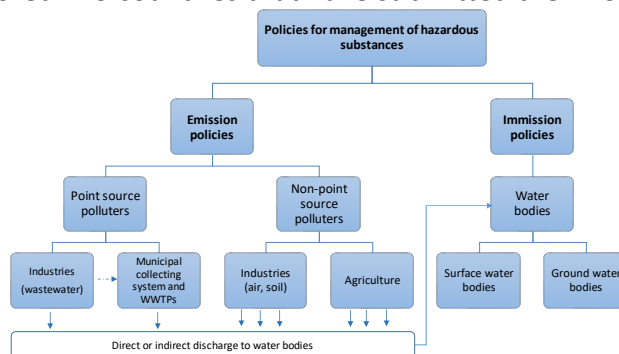 Policies for management of hazardous
substances
Emission
policies
Immission
policies
Point source
polluters
Non-point
source
polluters
Water
bodies
Industries
(wastewater)
Municipal
collecting
system and
WWTPs
Industries
(air, soil)
Agriculture
Surface water
bodies
Ground water
bodies
Direct or indirect discharge to water bodies